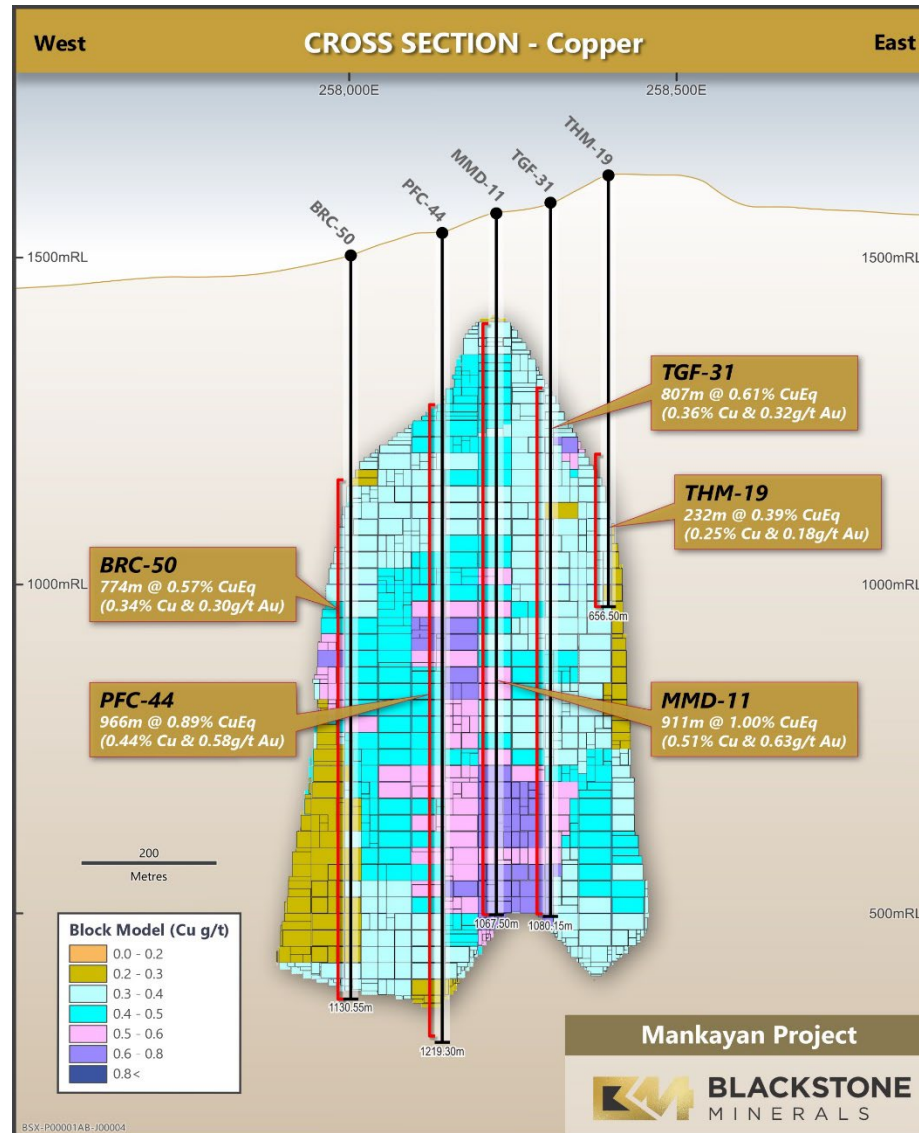 West
CROSS SECTION - Copper
East
258,000E
258,500E
BRC-50
PFC-44
MMD-11
TGF-31
THM-19
1500mRL
1500mRL
TGF-31
807m @ 0.61% CuEq
(0.36% Cu & 0.32g/t Au)
THM-19
232m @ 0.39% CuEq
(0.25% Cu & 0.18g/t Au)
BRC-50
774m @ 0.57% CuEq
(0.34% Cu & 0.30g/t Au)
1000mRL
1000mRL
656.50m
PFC-44
966m @ 0.89% CuEq
(0.44% Cu & 0.58g/t Au)
MMD-11
911m @ 1.00% CuEq
(0.51% Cu & 0.63g/t Au)
200
Metres
500mRL
1067.50m
1080.15m
1130.55m
1219.30m
Block Model (Cu g/t)
0.0 - 0.2
0.2 - 0.3
0.3 - 0.4
0.4 - 0.5
0.5 - 0.6
0.6 - 0.8
0.8<
Mankayan Project
BLACKSTONE
MINERALS
BSX-P00001AB-J00004